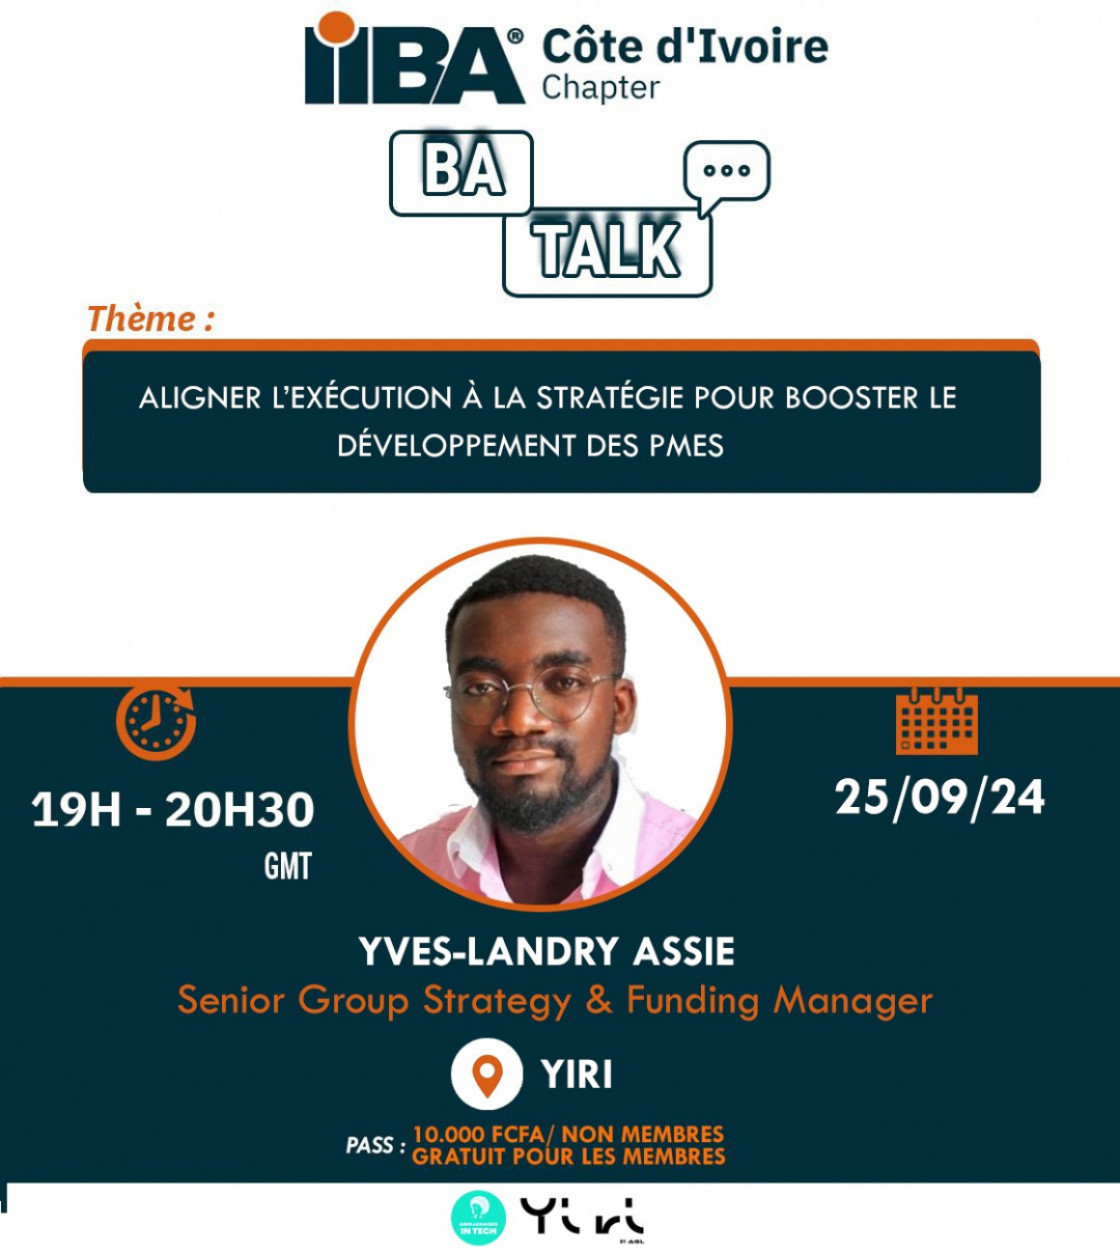 iiBA® Côte d'Ivoire
Chapter
BA
TALK
Thème :
ALIGNER L'EXÉCUTION À LA STRATÉGIE POUR BOOSTER LE
DÉVELOPPEMENT DES PMES
19H - 20H30
GMT
25/09/24
YVES-LANDRY ASSIE
Senior Group Strategy & Funding Manager
YIRI
PASS : 10.000 FCFA/ NON MEMBRES
GRATUIT POUR LES MEMBRES
IN TECH
Yiri
BY AGL